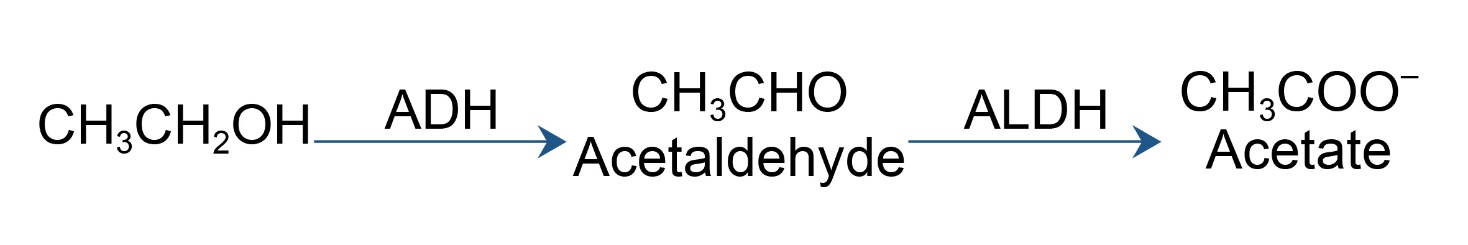 CH₃CH₂OH
ADH
CH₃CHO
Acetaldehyde
ALDH
CH₃COO⁻
Acetate